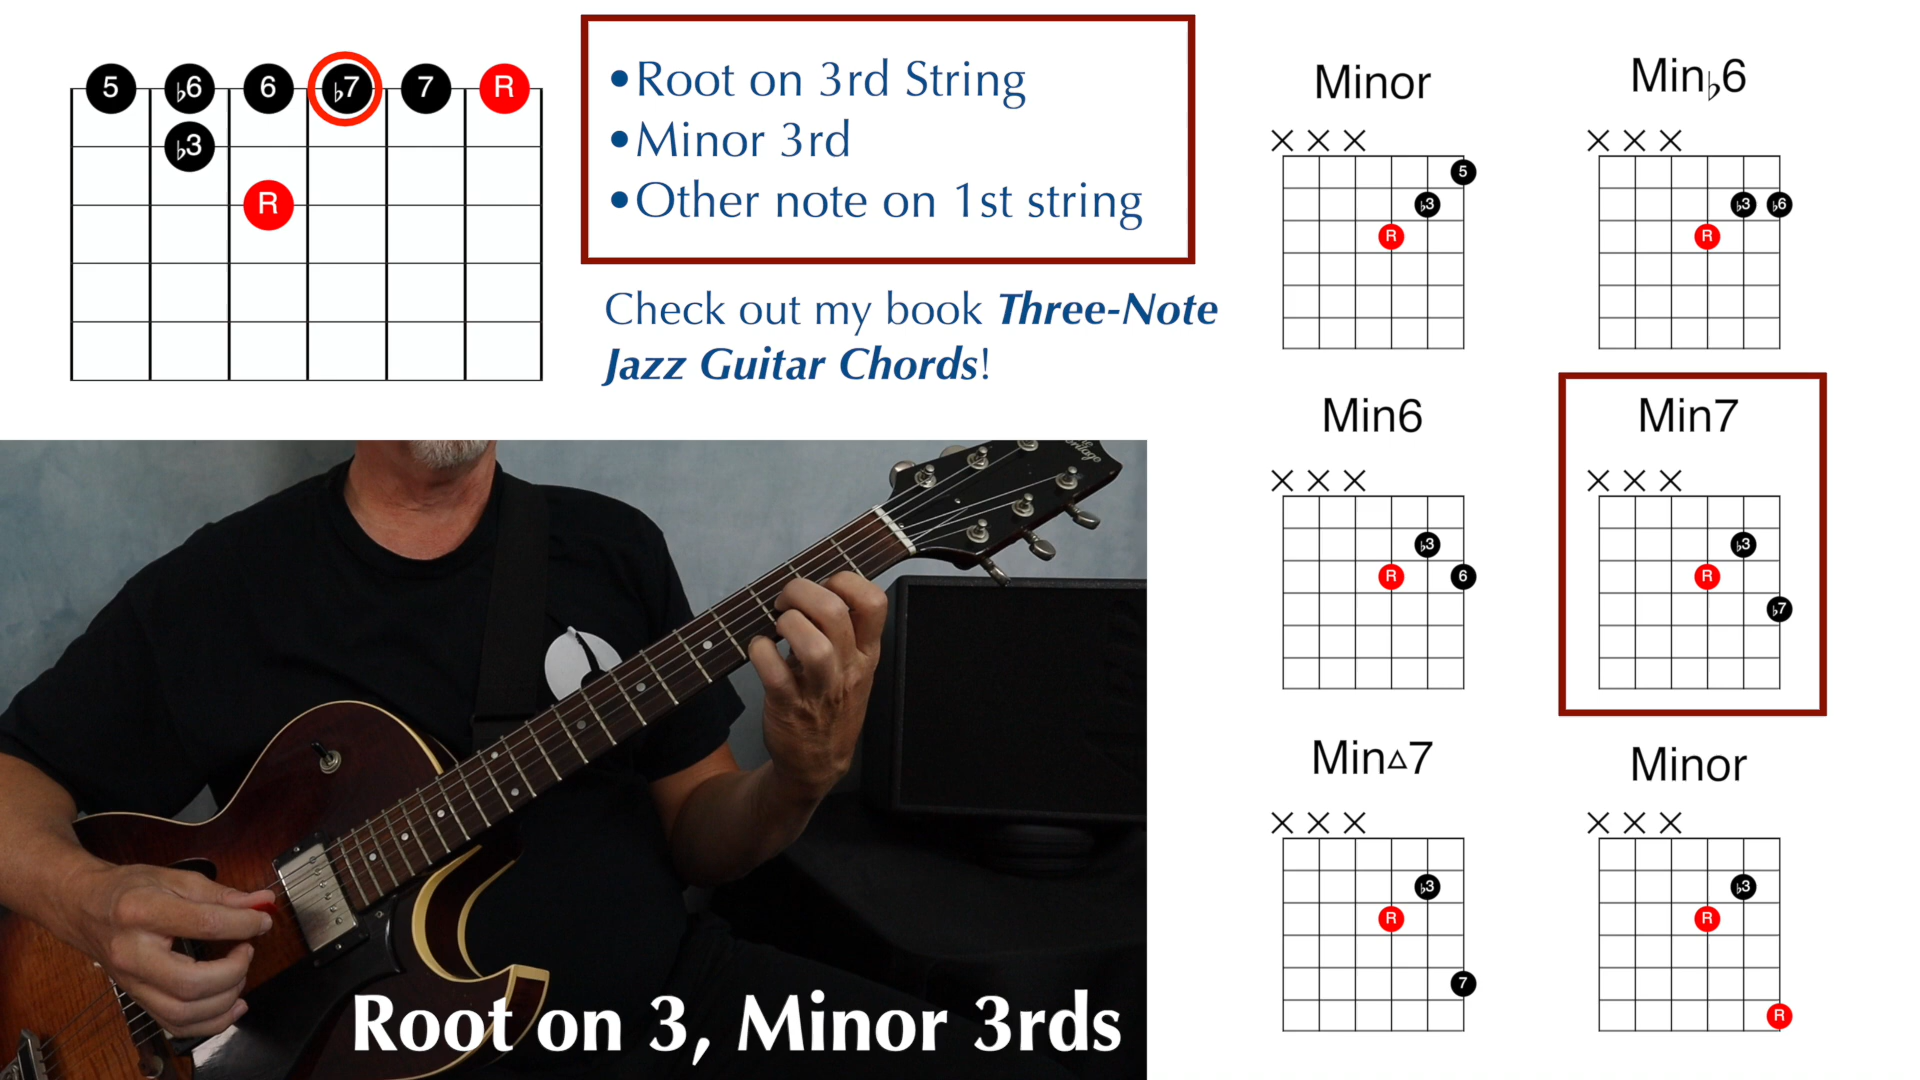 5 ♭6 6 ♭7 7 R
♭3
R
•Root on 3rd String
•Minor 3rd
•Other note on 1st string
Check out my book Three-Note
Jazz Guitar Chords!
Minor
× × ×
5
♭3
R
Min♭6
× × ×
♭3 ♭6
R
Min6
× × ×
♭3
R 6
Min7
× × ×
♭3
R
♭7
Min△7
× × ×
♭3
R
7
Minor
× × ×
♭3
R
R
Root on 3, Minor 3rds